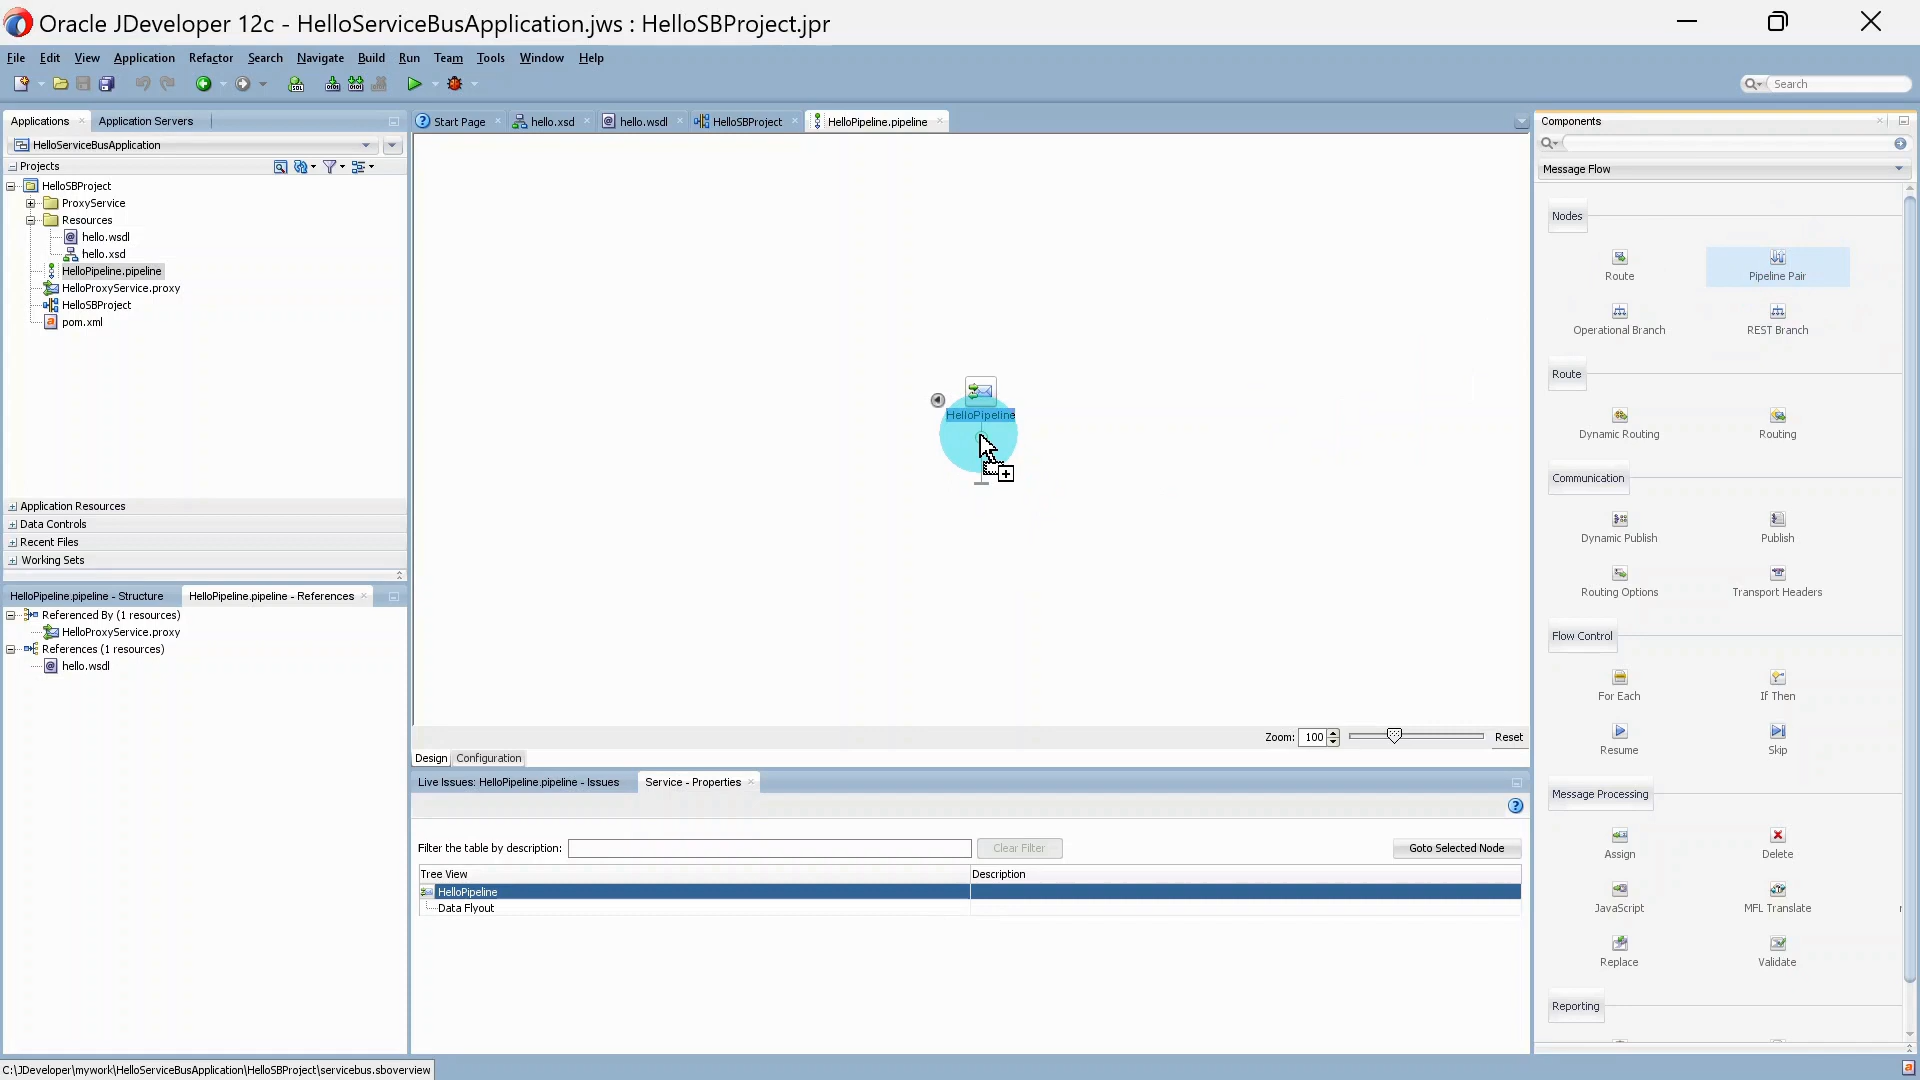 Oracle JDeveloper 12c - HelloServiceBusApplication.jws : HelloSBProject.jpr
File Edit View Application Refactor Search Navigate Build Run Team Tools Window Help
Search
Applications
Application Servers
HelloServiceBusApplication
Projects
HelloSBProject
ProxyService
Resources
hello.wsdl
hello.xsd
HelloPipeline.pipeline
HelloProxyService.proxy
HelloSBProject
pom.xml
Application Resources
Data Controls
Recent Files
Working Sets
HelloPipeline.pipeline - Structure
HelloPipeline.pipeline - References
Referenced By (1 resources)
HelloProxyService.proxy
References (1 resources)
hello.wsdl
Start Page
hello.xsd
hello.wsdl
HelloSBProject
HelloPipeline.pipeline
HelloPipeline
Zoom: 100
Reset
Design
Configuration
Live Issues: HelloPipeline.pipeline - Issues
Service - Properties
Filter the table by description:
Clear Filter
Goto Selected Node
Tree View
Description
HelloPipeline
Data Flyout
Components
Message Flow
Nodes
Route
Pipeline Pair
Operational Branch
REST Branch
Route
Dynamic Routing
Routing
Communication
Dynamic Publish
Publish
Routing Options
Transport Headers
Flow Control
For Each
If Then
Resume
Skip
Message Processing
Assign
Delete
JavaScript
MFL Translate
Replace
Validate
Reporting
C:\JDeveloper\mywork\HelloServiceBusApplication\HelloSBProject\servicebus.sboverview